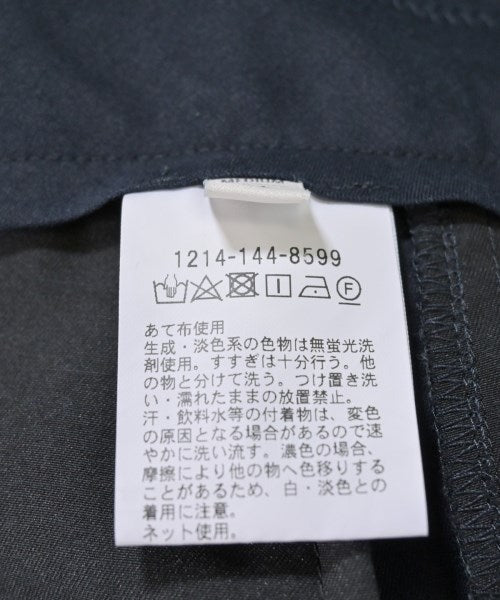 1214-144-8599
F
あて布使用
生成・淡色系の色物は無蛍光洗
剤使用。すすぎは十分行う。他
の物と分けて洗う。つけ置き洗
い・濡れたままの放置禁止。
汗・飲料水等の付着物は、変色
の原因となる場合があるので速
やかに洗い流す。濃色の場合、
摩擦により他の物へ色移りする
ことがあるため、白・淡色との
着用に注意。
ネット使用。